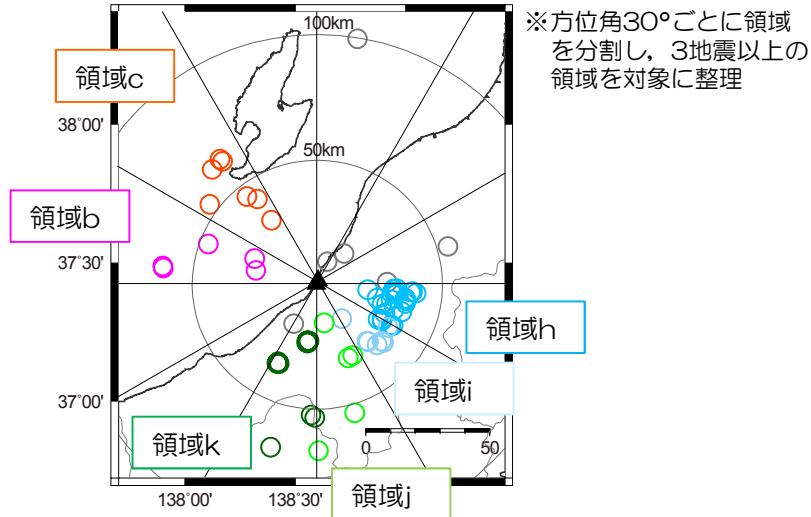 100km
※方位角30°ごとに領域
を分割し，3地震以上の
領域を対象に整理
領域c
38°00'
50km
領域b
37°30'
領域h
領域i
37°00'
領域k
0
50
領域j
138°00'
138°30'